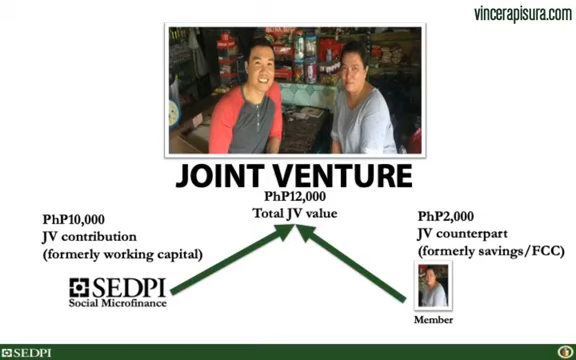 vincerapisura.com
JOINT VENTURE
PhP12,000
Total JV value
PhP10,000
JV contribution
(formerly working capital)
PhP2,000
JV counterpart
(formerly savings/FCC)
SEDPI
Social Microfinance
Member
SEDPI